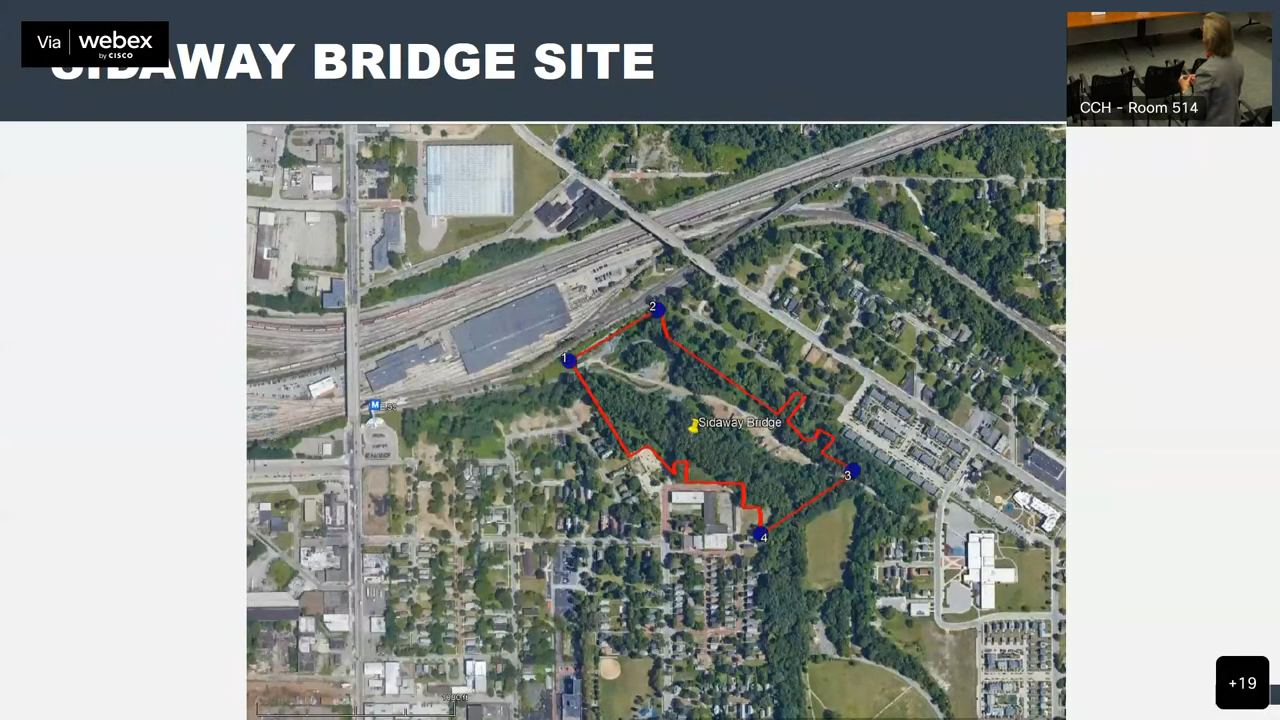 Via webex
by CISCO
SIDAWAY BRIDGE SITE
CCH - Room 514
2
1
M
Sidaway Bridge
3
4
+19